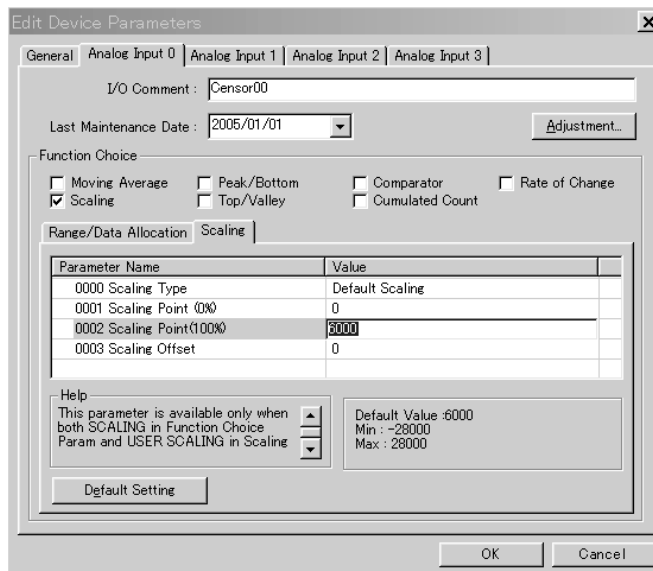 Edit Device Parameters
General Analog Input 0 Analog Input 1 Analog Input 2 Analog Input 3
I/O Comment : Censor00
Last Maintenance Date : 2005/01/01 Adjustment...
Function Choice
Moving Average Peak/Bottom Comparator Rate of Change
Scaling Top/Valley Cumulated Count
Range/Data Allocation Scaling
Parameter Name Value
0000 Scaling Type Default Scaling
0001 Scaling Point (0%) 0
0002 Scaling Point(100%) 6000
0003 Scaling Offset 0
Help
This parameter is available only when
both SCALING in Function Choice
Param and USER SCALING in Scaling
Default Value :6000
Min : -28000
Max : 28000
Default Setting
OK Cancel